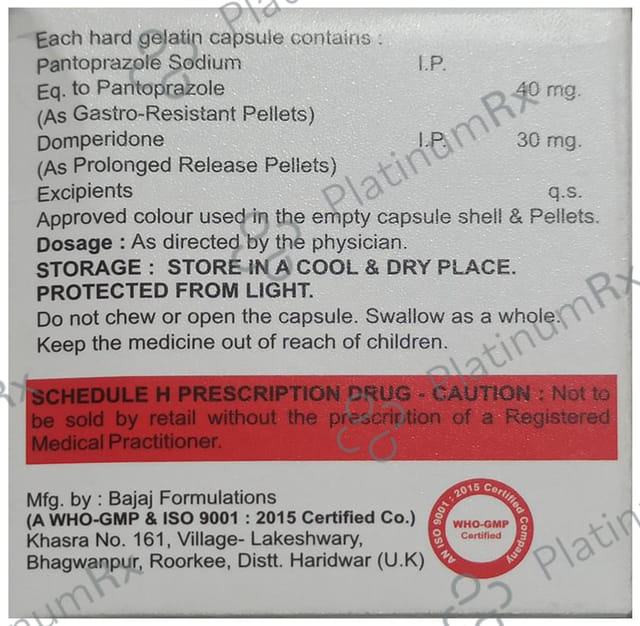 Each hard gelatin capsule contains :
Pantoprazole Sodium I.P.
Eq. to Pantoprazole 40 mg.
(As Gastro-Resistant Pellets)
Domperidone I.P. 30 mg.
(As Prolonged Release Pellets)
Excipients q.s.
Approved colour used in the empty capsule shell & Pellets.
Dosage : As directed by the physician.
STORAGE : STORE IN A COOL & DRY PLACE.
PROTECTED FROM LIGHT.
Do not chew or open the capsule. Swallow as a whole.
Keep the medicine out of reach of children.
SCHEDULE H PRESCRIPTION DRUG - CAUTION : Not to
be sold by retail without the prescription of a Registered
Medical Practitioner.
Mfg. by : Bajaj Formulations
(A WHO-GMP & ISO 9001 : 2015 Certified Co.)
Khasra No. 161, Village- Lakeshwary,
Bhagwanpur, Roorkee, Distt. Haridwar (U.K)
AN ISO 9001 : 2015 Certified Company
WHO-GMP
Certified
PlatinumRx
PlatinumRx
PlatinumRx
Platinum
Rx